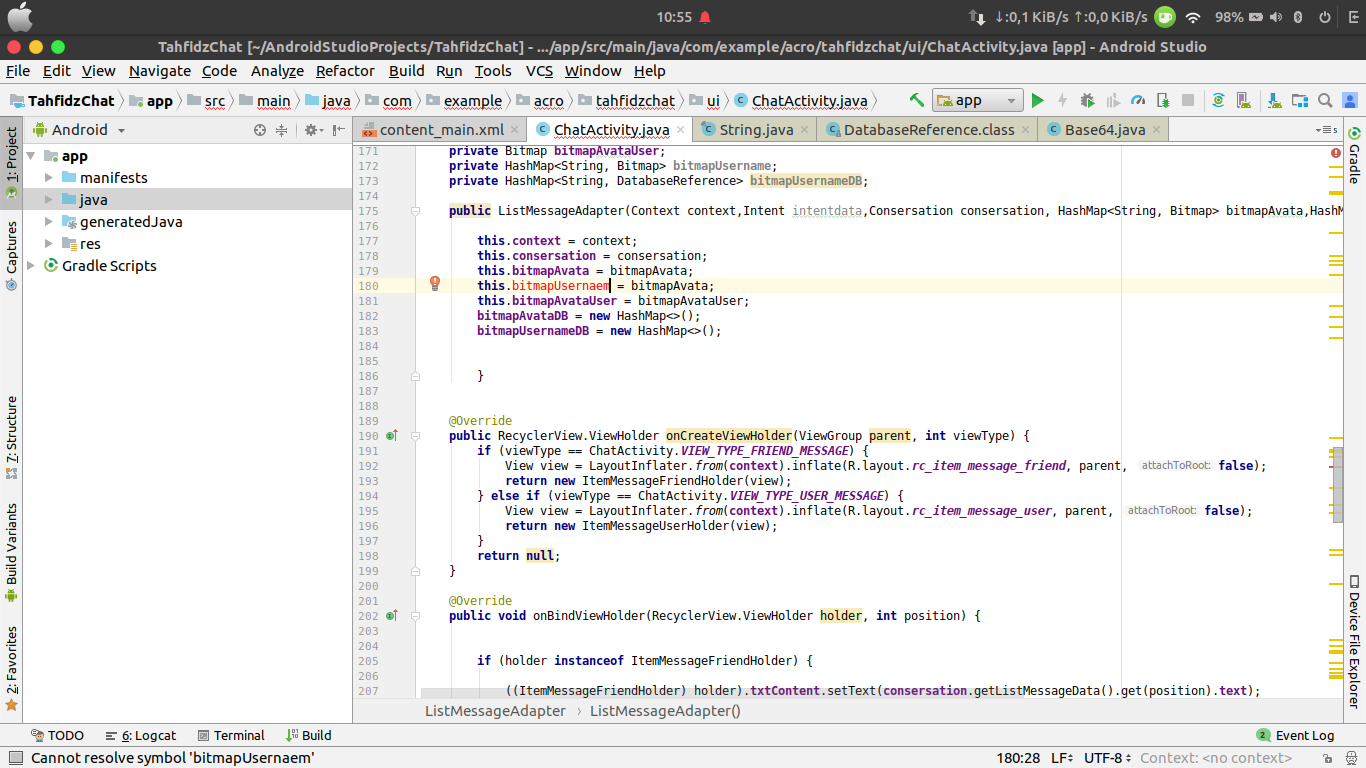 10:55
↓:0,1 KiB/s ↑:0,0 KiB/s
98%
TahfidzChat [~/AndroidStudioProjects/TahfidzChat] - .../app/src/main/java/com/example/acro/tahfidzchat/ui/ChatActivity.java [app] - Android Studio
File Edit View Navigate Code Analyze Refactor Build Run Tools VCS Window Help
TahfidzChat app src main java com example acro tahfidzchat ui ChatActivity.java
app
Android
content_main.xml ChatActivity.java String.java DatabaseReference.class Base64.java
1: Project
Captures
7: Structure
Build Variants
2: Favorites
app
manifests
java
generatedJava
res
Gradle Scripts
171 private Bitmap bitmapAvataUser;
172 private HashMap<String, Bitmap> bitmapUsername;
173 private HashMap<String, DatabaseReference> bitmapUsernameDB;
174
175 public ListMessageAdapter(Context context,Intent intentdata,Conversation conversation, HashMap<String, Bitmap> bitmapAvata,HashM
176
177 this.context = context;
178 this.consersation = consersation;
179 this.bitmapAvata = bitmapAvata;
180 this.bitmapUsernaem = bitmapAvata;
181 this.bitmapAvataUser = bitmapAvataUser;
182 bitmapAvataDB = new HashMap<>();
183 bitmapUsernameDB = new HashMap<>();
184
185
186 }
187
188
189 @Override
190 public RecyclerView.ViewHolder onCreateViewHolder(ViewGroup parent, int viewType) {
191 if (viewType == ChatActivity.VIEW_TYPE_FRIEND_MESSAGE) {
192 View view = LayoutInflater.from(context).inflate(R.layout.rc_item_message_friend, parent, attachToRoot: false);
193 return new ItemMessageFriendHolder(view);
194 } else if (viewType == ChatActivity.VIEW_TYPE_USER_MESSAGE) {
195 View view = LayoutInflater.from(context).inflate(R.layout.rc_item_message_user, parent, attachToRoot: false);
196 return new ItemMessageUserHolder(view);
197 }
198 return null;
199 }
200
201 @Override
202 public void onBindViewHolder(RecyclerView.ViewHolder holder, int position) {
203
204
205 if (holder instanceof ItemMessageFriendHolder) {
206
207 ((ItemMessageFriendHolder) holder).txtContent.setText(consersation.getListMessageData().get(position).text);
ListMessageAdapter › ListMessageAdapter()
Gradle
Device File Explorer
TODO 6: Logcat Terminal Build 2 Event Log
Cannot resolve symbol 'bitmapUsernaem'
180:28 LF UTF-8 Context: <no context>